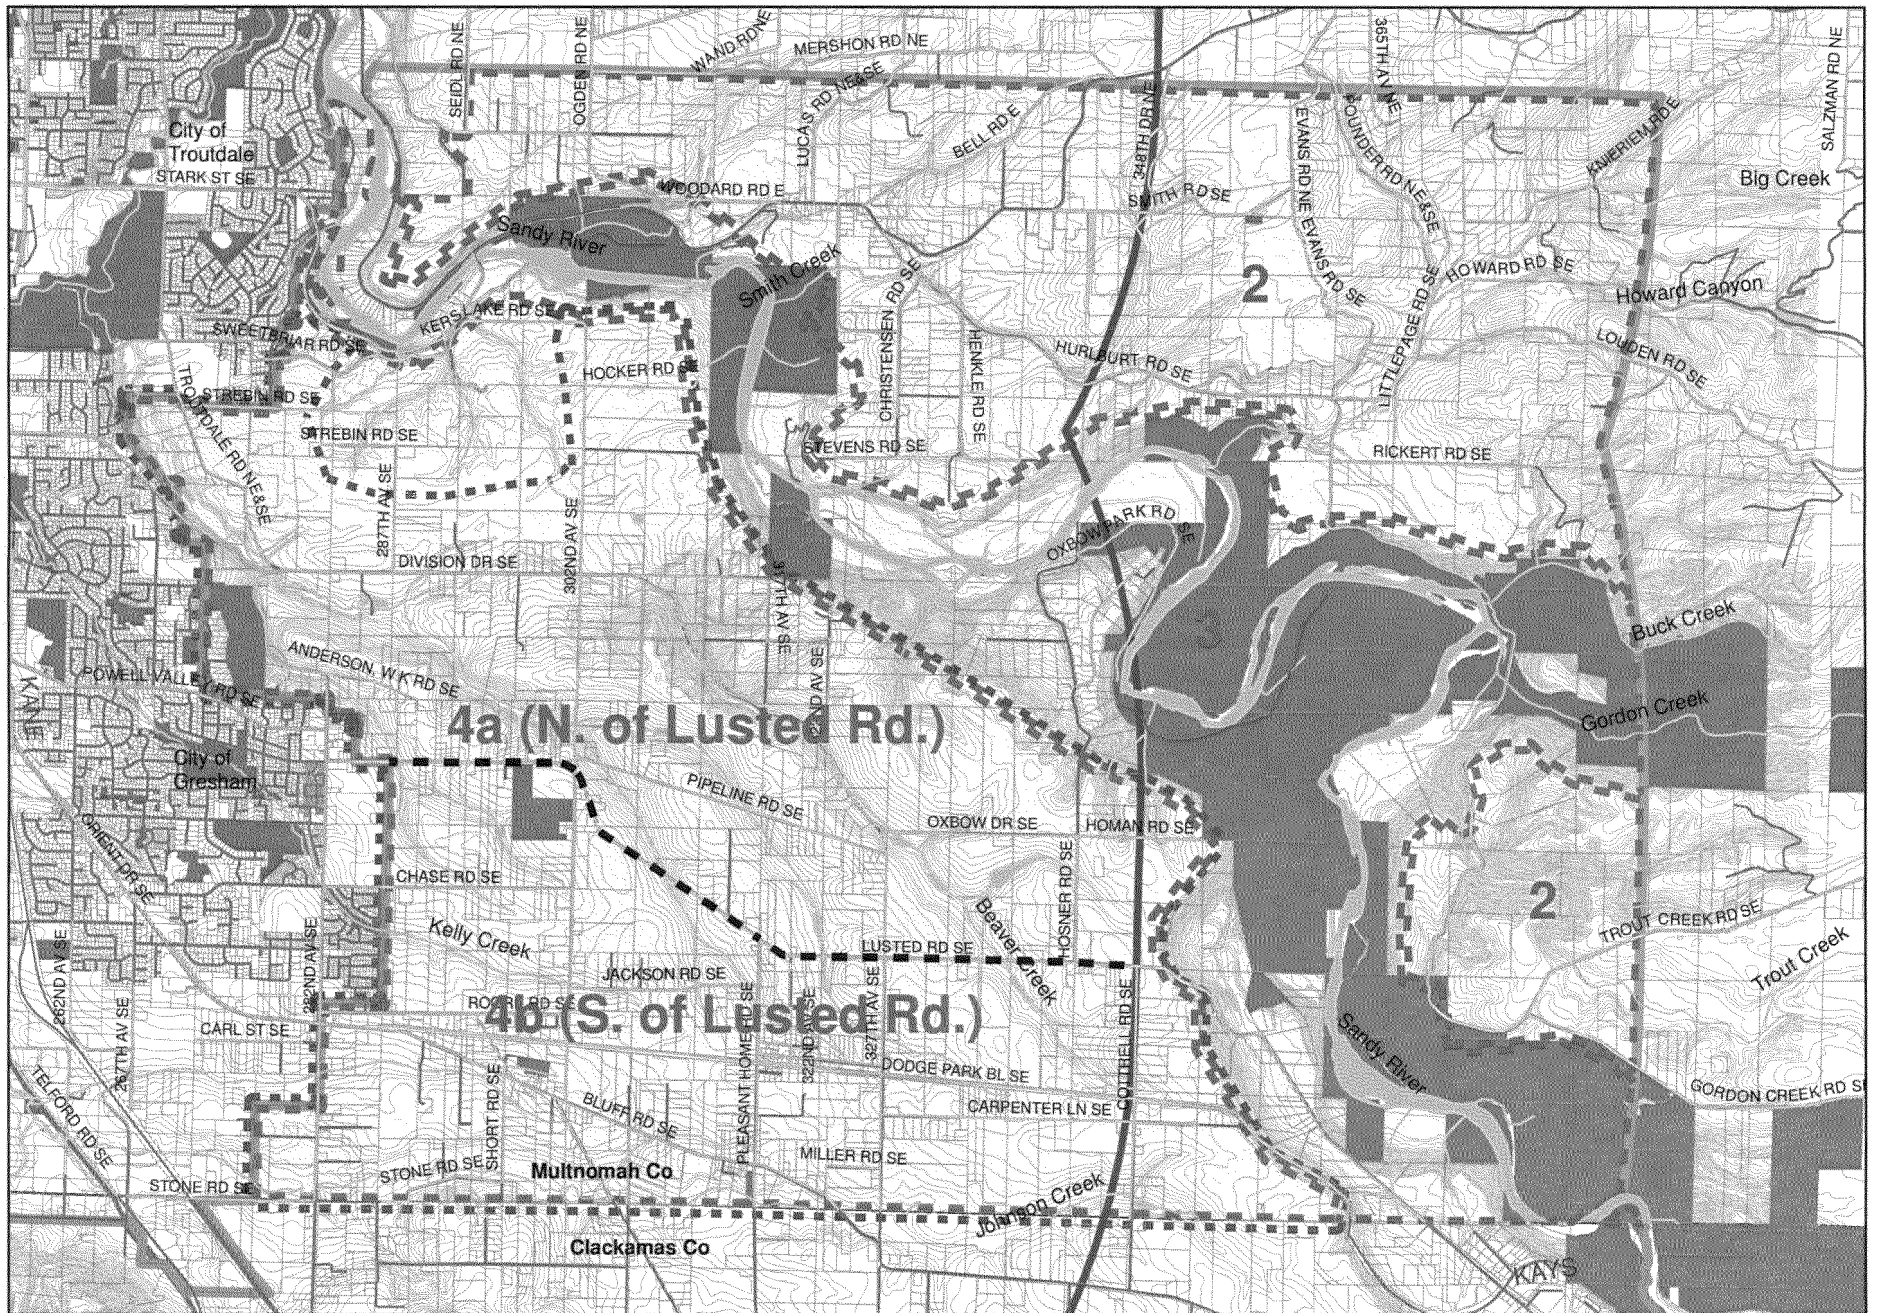 SEIDL RD NE
OGDEN RD NE
WAND RD NE
MERSHON RD NE
365TH AV NE
SALZMAN RD NE
LUCAS RD NE&SE
BELL RD E
348TH DR NE
EVANS RD NE
POUNDER RD NE&SE
KNIERIEM RD E
City of
Troutdale
STARK ST SE
WOODARD RD E
SMITH RD SE
Big Creek
Sandy River
Smith Creek
CHRISTENSEN RD SE
2
EVANS RD SE
HOWARD RD SE
Howard Canyon
KERSLAKE RD SE
SWEETBRIAR RD SE
HOCKER RD SE
HENKLE RD SE
HURLBURT RD SE
LITTLEPAGE RD SE
LOUDEN RD SE
STREBIN RD SE
TROUTDALE RD NE&SE
STREBIN RD SE
STEVENS RD SE
RICKERT RD SE
287TH AV SE
302ND AV SE
OXBOW PARK RD SE
DIVISION DR SE
317TH AV SE
Buck Creek
ANDERSON, W K RD SE
POWELL VALLEY RD SE
322ND AV SE
KANE
4a (N. of Lusted Rd.)
Gordon Creek
City of
Gresham
PIPELINE RD SE
OXBOW DR SE
HOMAN RD SE
ORIENT DR SE
CHASE RD SE
HOSNER RD SE
2
TROUT CREEK RD SE
Kelly Creek
Beaver Creek
Trout Creek
262ND AV SE
282ND AV SE
LUSTED RD SE
JACKSON RD SE
267TH AV SE
4b (S. of Lusted Rd.)
CARL ST SE
PLEASANT HOME RD SE
322ND AV SE
327TH AV SE
COTTRELL RD SE
Sandy River
DODGE PARK BL SE
GORDON CREEK RD SE
TELFORD RD SE
SHORT RD SE
BLUFF RD SE
CARPENTER LN SE
MILLER RD SE
STONE RD SE
STONE RD SE
Multnomah Co
Johnson Creek
Clackamas Co
KAYS